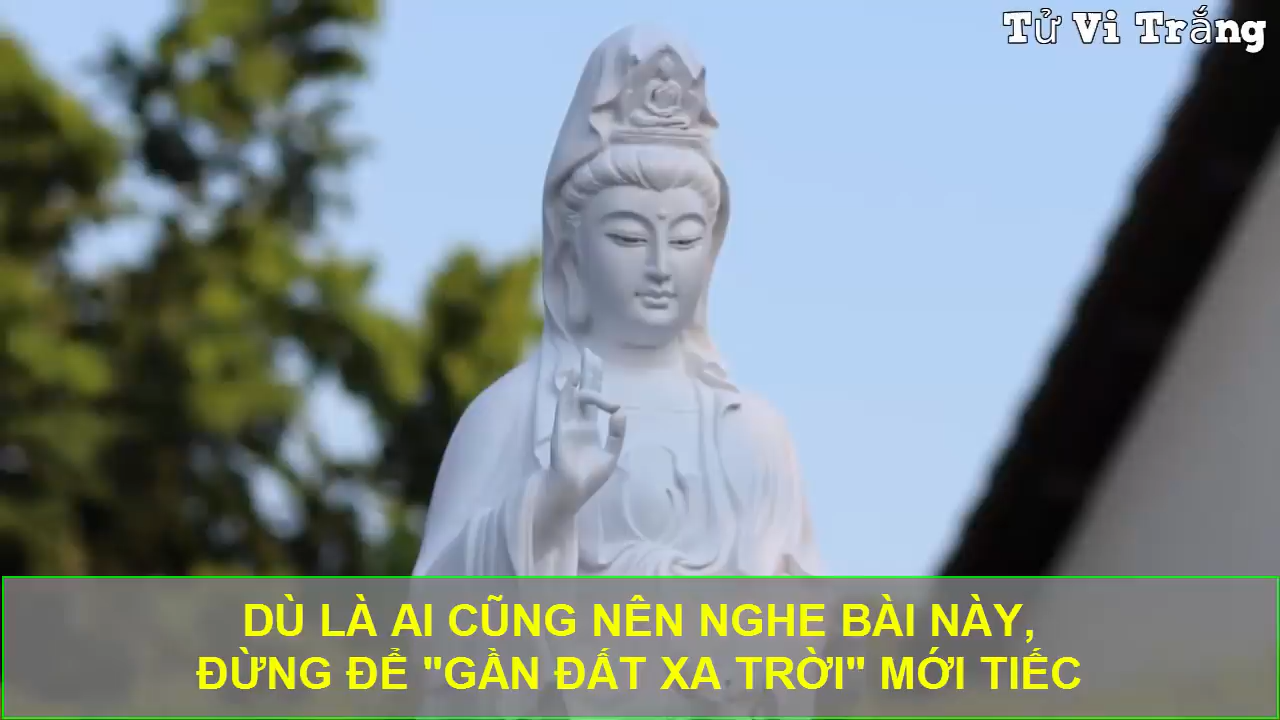 Tử Vi Trắng
DÙ LÀ AI CŨNG NÊN NGHE BÀI NÀY,
ĐỪNG ĐỂ "GẦN ĐẤT XA TRỜI" MỚI TIẾC